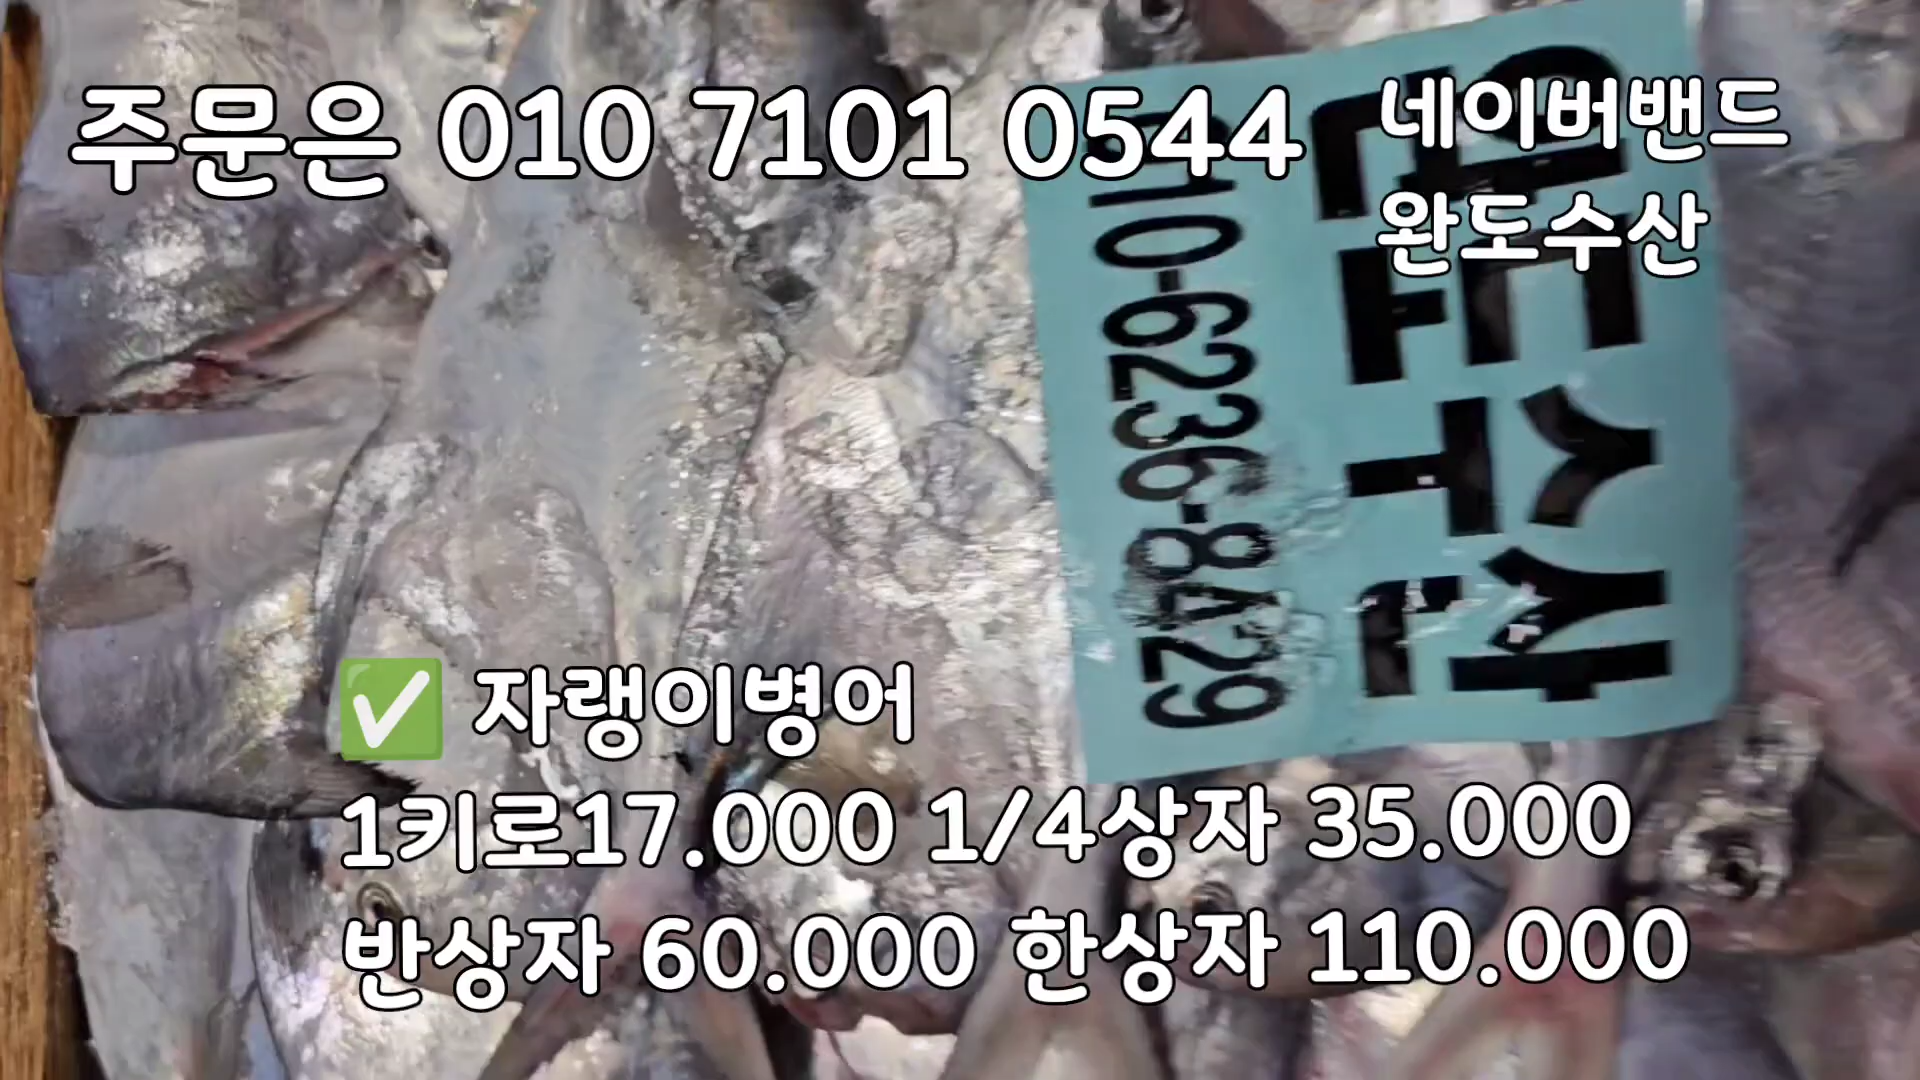 주문은 010 7101 0544
네이버밴드
완도수산
010-6236-8429
✅ 자랭이병어
1키로17.000 1/4상자 35.000
반상자 60.000 한상자 110.000